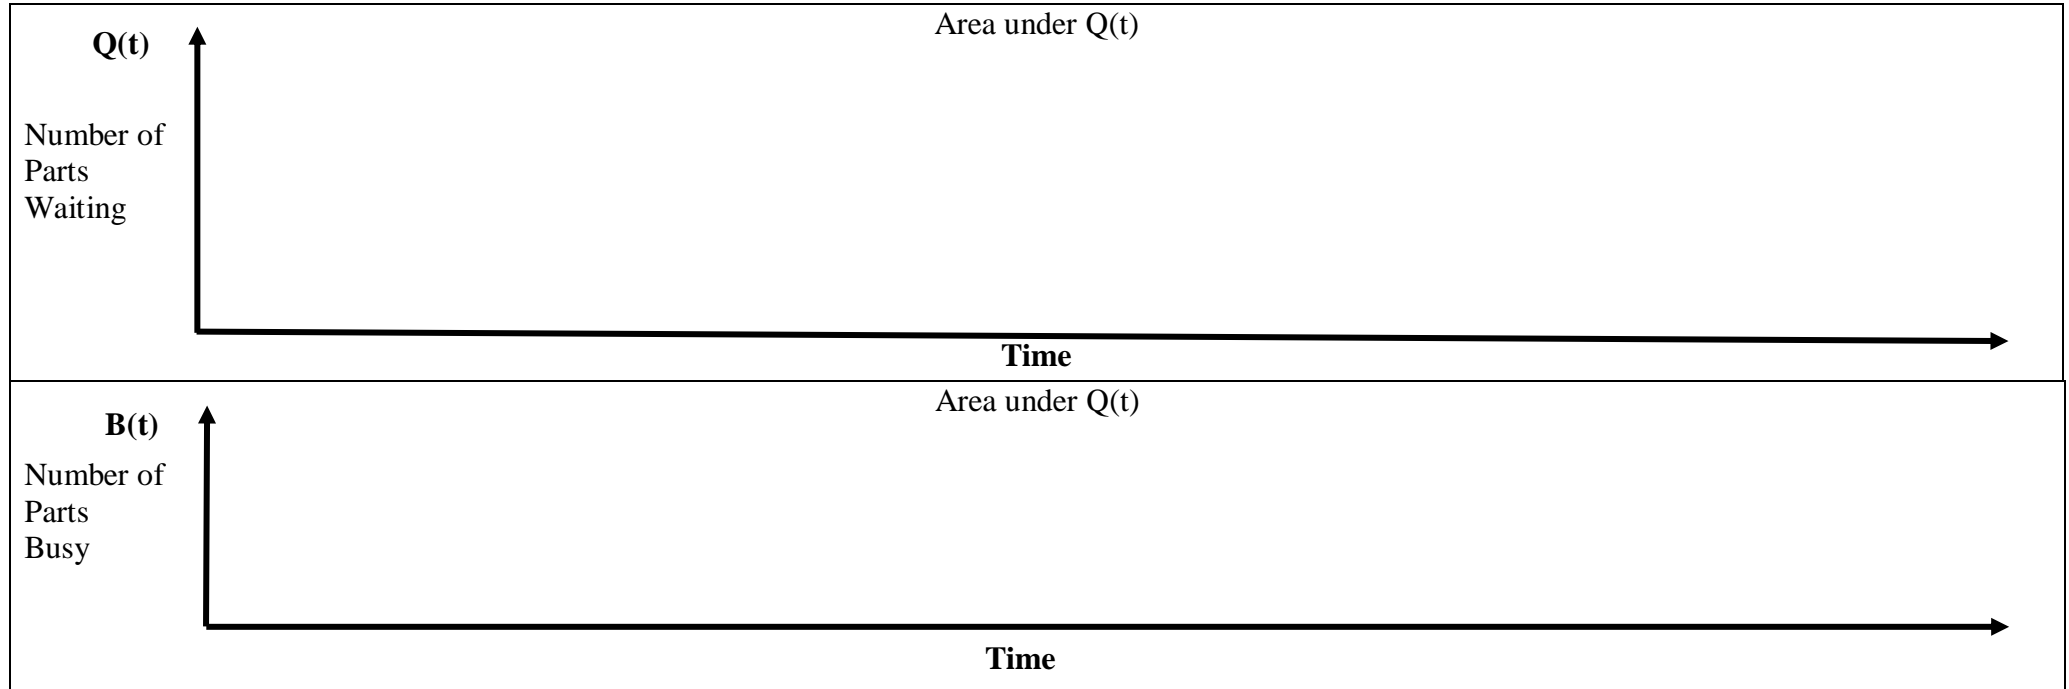 Area under Q(t)
Q(t)
Number of
Parts
Waiting
Time
Area under Q(t)
B(t)
Number of
Parts
Busy
Time